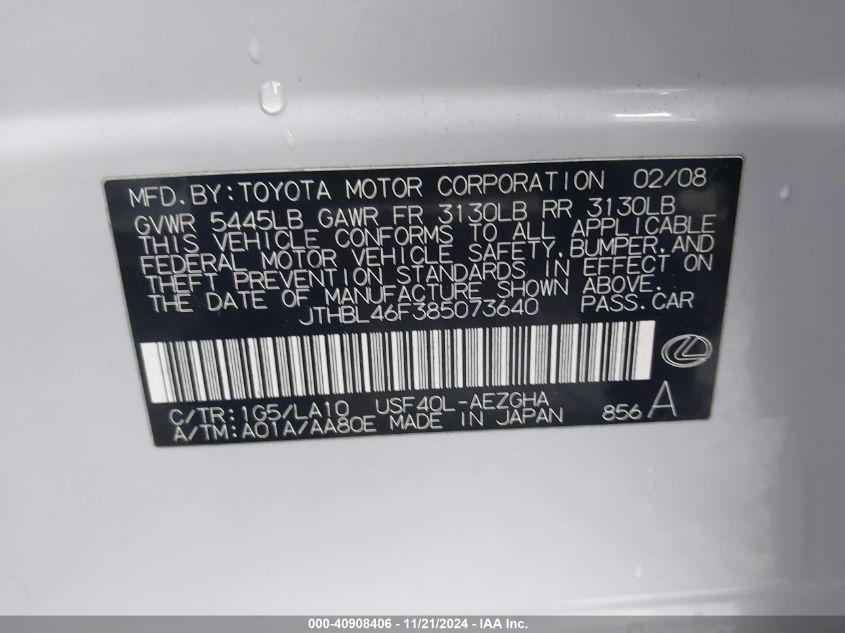 MFD.BY:TOYOTA MOTOR CORPORATION 02/08
GVWR 5445LB GAWR FR 3130LB RR 3130LB
THIS VEHICLE CONFORMS TO ALL APPLICABLE
FEDERAL MOTOR VEHICLE SAFETY,BUMPER,AND
THEFT PREVENTION STANDARDS IN EFFECT ON
THE DATE OF MANUFACTURE SHOWN ABOVE.
JTHBL46F385073640 PASS.CAR
C/TR:1G5/LA10 USF40L-AEZGHA
A/TM:A01A/AA80E MADE IN JAPAN 856 A
000-40908406 - 11/21/2024 - IAA Inc.